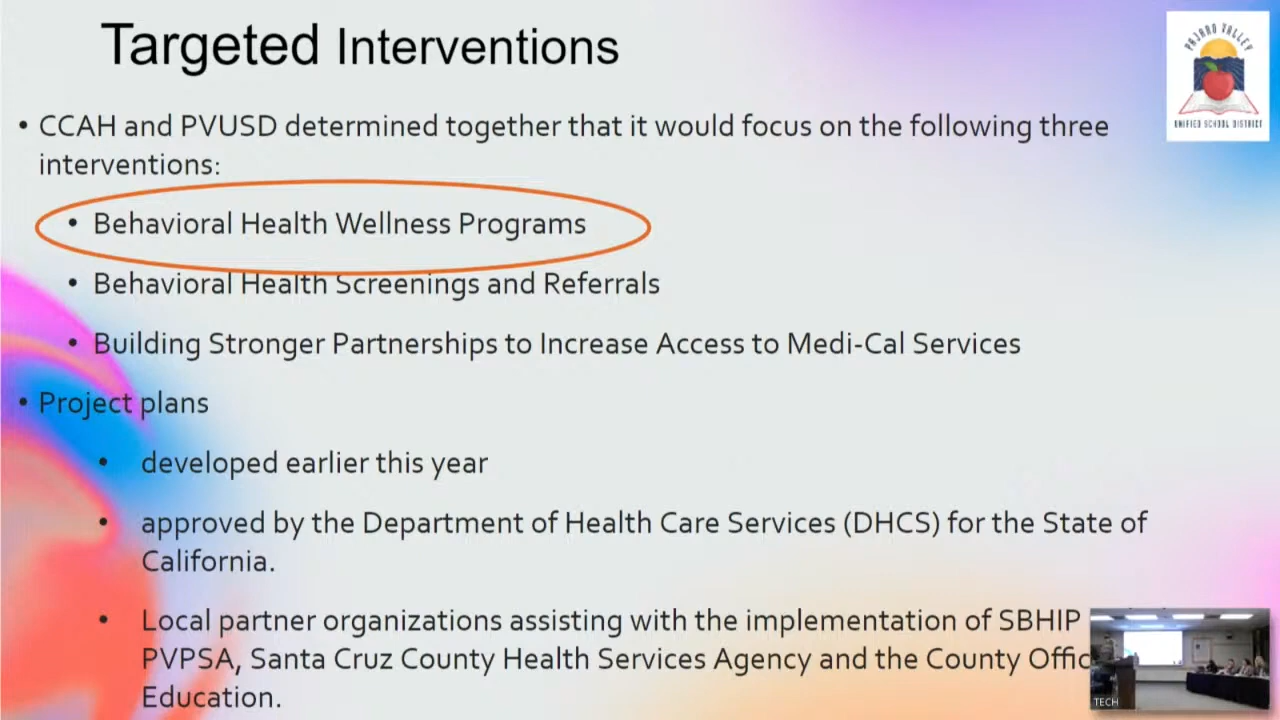 Targeted Interventions
PAJARO VALLEY
UNIFIED SCHOOL DISTRICT
• CCAH and PVUSD determined together that it would focus on the following three
interventions:
• Behavioral Health Wellness Programs
• Behavioral Health Screenings and Referrals
• Building Stronger Partnerships to Increase Access to Medi-Cal Services
• Project plans
• developed earlier this year
• approved by the Department of Health Care Services (DHCS) for the State of
California.
• Local partner organizations assisting with the implementation of SBHIP
PVPSA, Santa Cruz County Health Services Agency and the County Offic
Education.
TECH